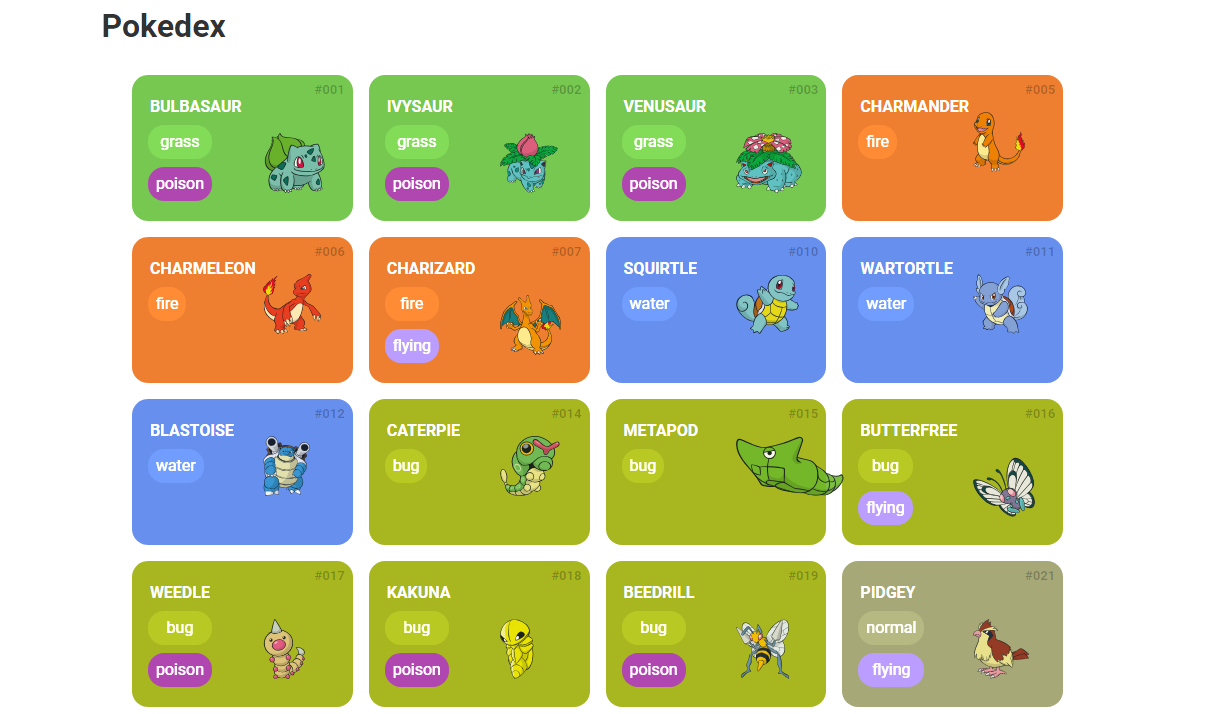 Pokedex
#001
BULBASAUR
grass
poison
#002
IVYSAUR
grass
poison
#003
VENUSAUR
grass
poison
#005
CHARMANDER
fire
#006
CHARMELEON
fire
#007
CHARIZARD
fire
flying
#010
SQUIRTLE
water
#011
WARTORTLE
water
#012
BLASTOISE
water
#014
CATERPIE
bug
#015
METAPOD
bug
#016
BUTTERFREE
bug
flying
#017
WEEDLE
bug
poison
#018
KAKUNA
bug
poison
#019
BEEDRILL
bug
poison
#021
PIDGEY
normal
flying